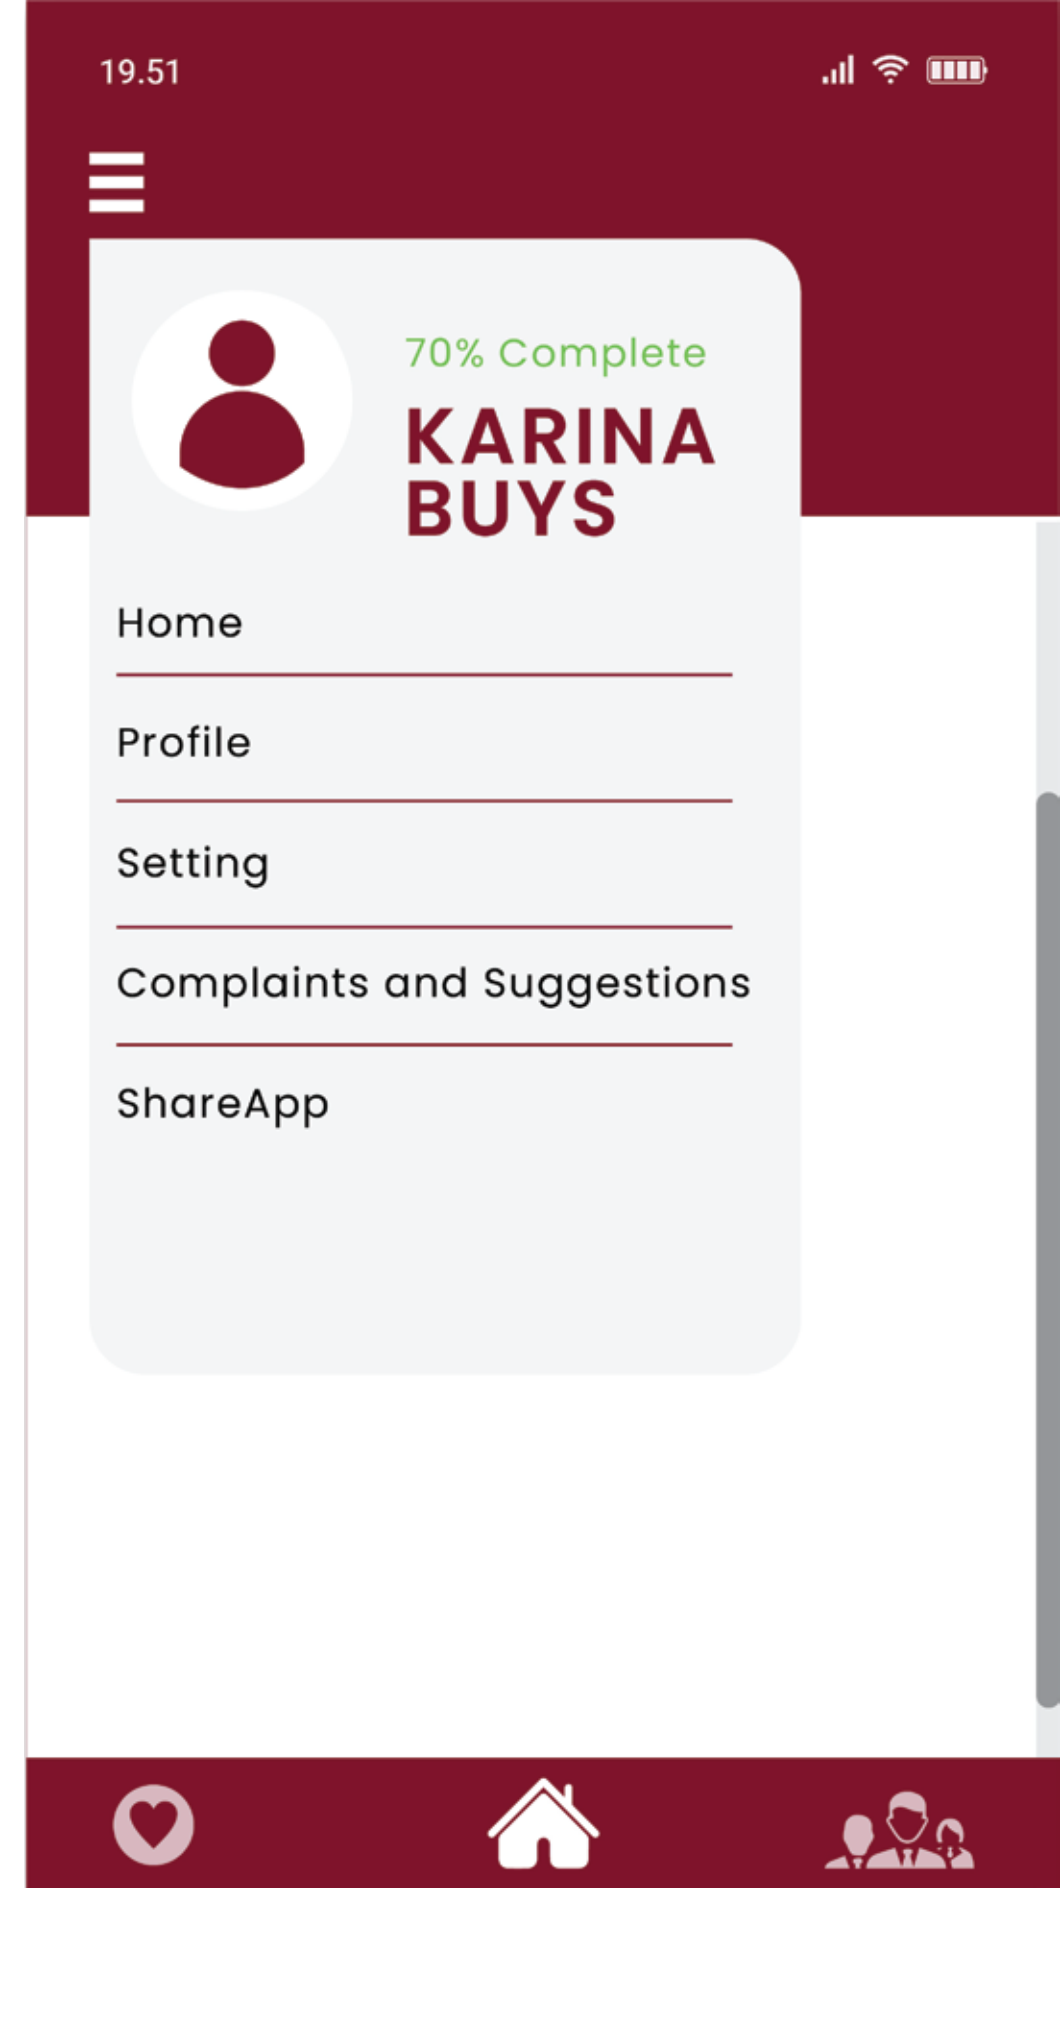 19.51
70% Complete
KARINA
BUYS
Home
Profile
Setting
Complaints and Suggestions
ShareApp